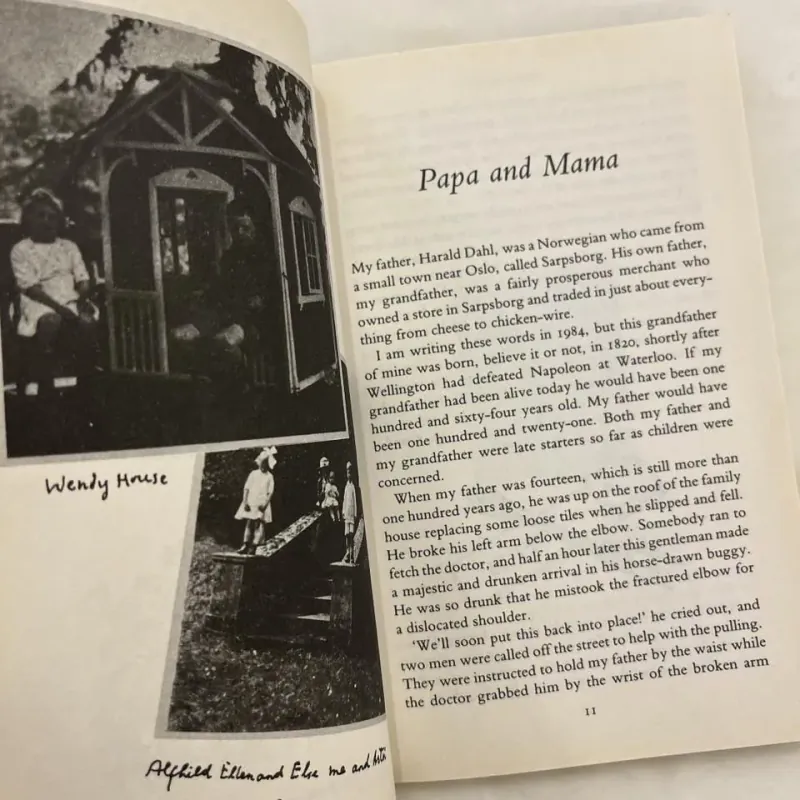 Wendy House
Alfhild Ellen and Else me and
Papa and Mama
My father, Harald Dahl, was a Norwegian who came from
a small town near Oslo, called Sarpsborg. His own father,
my grandfather, was a fairly prosperous merchant who
owned a store in Sarpsborg and traded in just about every-
thing from cheese to chicken-wire.
I am writing these words in 1984, but this grandfather
of mine was born, believe it or not, in 1820, shortly after
Wellington had defeated Napoleon at Waterloo. If my
grandfather had been alive today he would have been one
hundred and sixty-four years old. My father would have
been one hundred and twenty-one. Both my father and
my grandfather were late starters so far as children were
concerned.
When my father was fourteen, which is still more than
one hundred years ago, he was up on the roof of the family
house replacing some loose tiles when he slipped and fell.
He broke his left arm below the elbow. Somebody ran to
fetch the doctor, and half an hour later this gentleman made
a majestic and drunken arrival in his horse-drawn buggy.
He was so drunk that he mistook the fractured elbow for
a dislocated shoulder.
'We'll soon put this back into place!' he cried out, and
two men were called off the street to help with the pulling.
They were instructed to hold my father by the waist while
the doctor grabbed him by the wrist of the broken arm
11